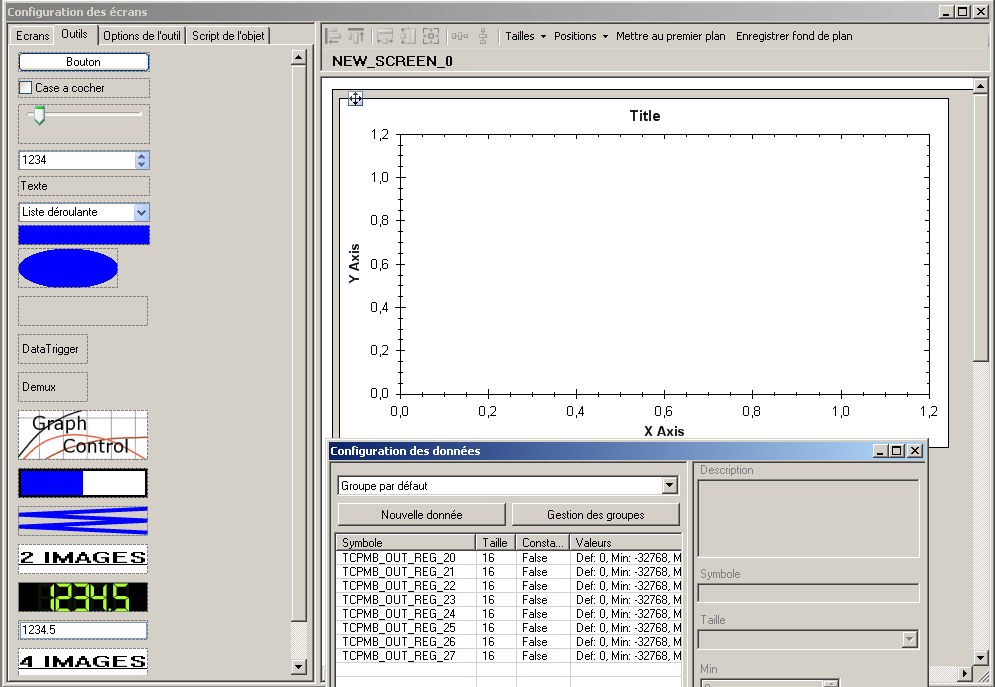 Configuration des écrans
Ecrans Outils Options de l'outil Script de l'objet
Bouton
Case a cocher
1234
Texte
Liste déroulante
DataTrigger
Demux
Graph
Control
2 IMAGES
1234.5
1234.5
4 IMAGES
Tailles Positions Mettre au premier plan Enregistrer fond de plan
NEW_SCREEN_0
Title
1,2
1,0
0,8
0,6
0,4
0,2
0,0
Y Axis
0,0 0,2 0,4 0,6 0,8 1,0 1,2
X Axis
Configuration des données
Groupe par défaut
Nouvelle donnée Gestion des groupes
Symbole Taille Consta... Valeurs
TCPMB_OUT_REG_20 16 False Def: 0, Min: -32768, M
TCPMB_OUT_REG_21 16 False Def: 0, Min: -32768, M
TCPMB_OUT_REG_22 16 False Def: 0, Min: -32768, M
TCPMB_OUT_REG_23 16 False Def: 0, Min: -32768, M
TCPMB_OUT_REG_24 16 False Def: 0, Min: -32768, M
TCPMB_OUT_REG_25 16 False Def: 0, Min: -32768, M
TCPMB_OUT_REG_26 16 False Def: 0, Min: -32768, M
TCPMB_OUT_REG_27 16 False Def: 0, Min: -32768, M
Description
Symbole
Taille
Min